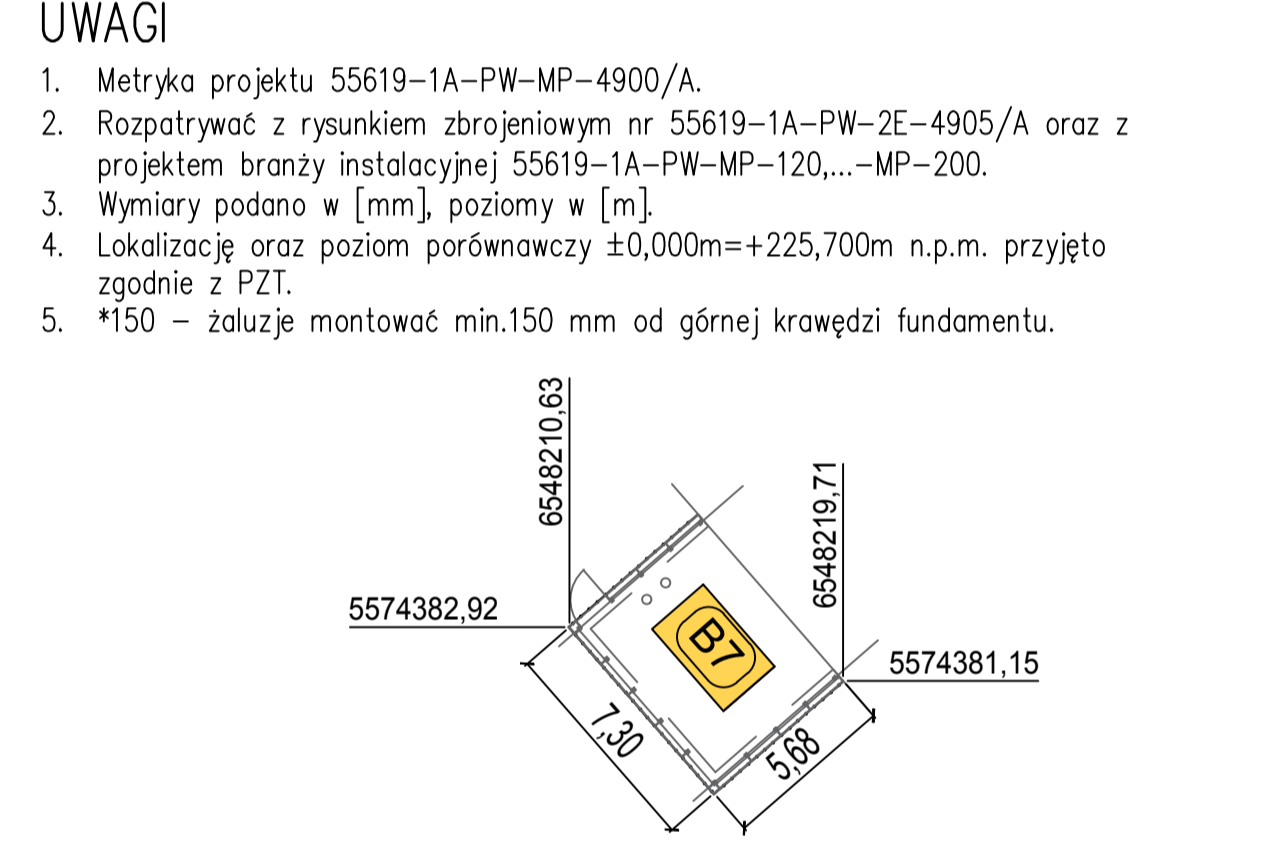 UWAGI
1. Metryka projektu 55619-1A-PW-MP-4900/A.
2. Rozpatrywać z rysunkiem zbrojeniowym nr 55619-1A-PW-2E-4905/A oraz z
projektem branży instalacyjnej 55619-1A-PW-MP-120,...-MP-200.
3. Wymiary podano w [mm], poziomy w [m].
4. Lokalizację oraz poziom porównawczy ±0,000m=+225,700m n.p.m. przyjęto
zgodnie z PZT.
5. *150 - żaluzje montować min.150 mm od górnej krawędzi fundamentu.
6548210,63
6548219,71
5574382,92
B7
5574381,15
7,30
5,68